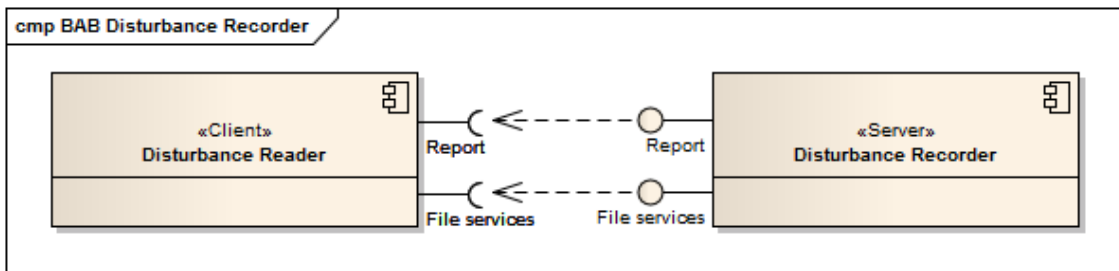 cmp BAB Disturbance Recorder
«Client»
Disturbance Reader
Report
File services
Report
File services
«Server»
Disturbance Recorder